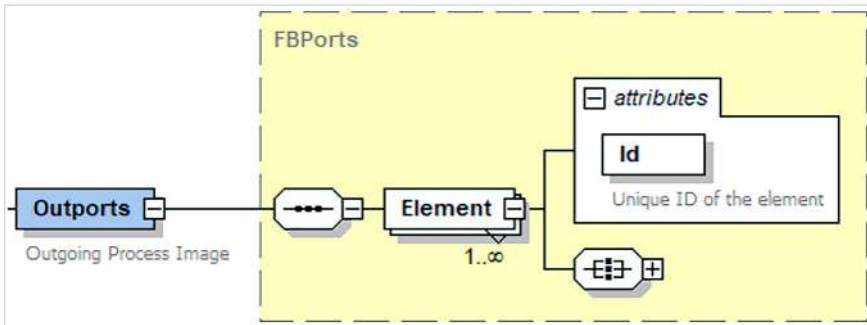 FBPorts
attributes
Id
Unique ID of the element
Outports
Element
Outgoing Process Image
1..∞